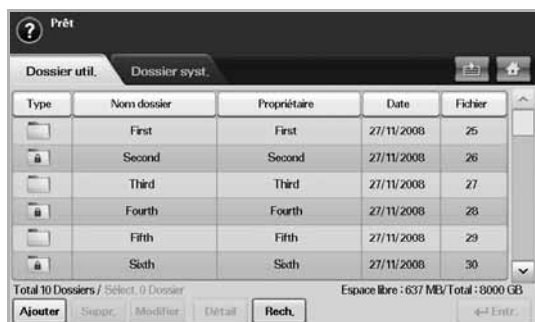 ? Prêt
Dossier util. Dossier syst.
Type Nom dossier Propriétaire Date Fichier
First First 27/11/2008 25
Second Second 27/11/2008 26
Third Third 27/11/2008 27
Fourth Fourth 27/11/2008 28
Fifth Fifth 27/11/2008 29
Sixth Sixth 27/11/2008 30
Total 10 Dossiers / Sélect. 0 Dossier Espace libre : 637 MB/Total : 8000 GB
Ajouter Suppr. Modifier Détail Rech. Entr.